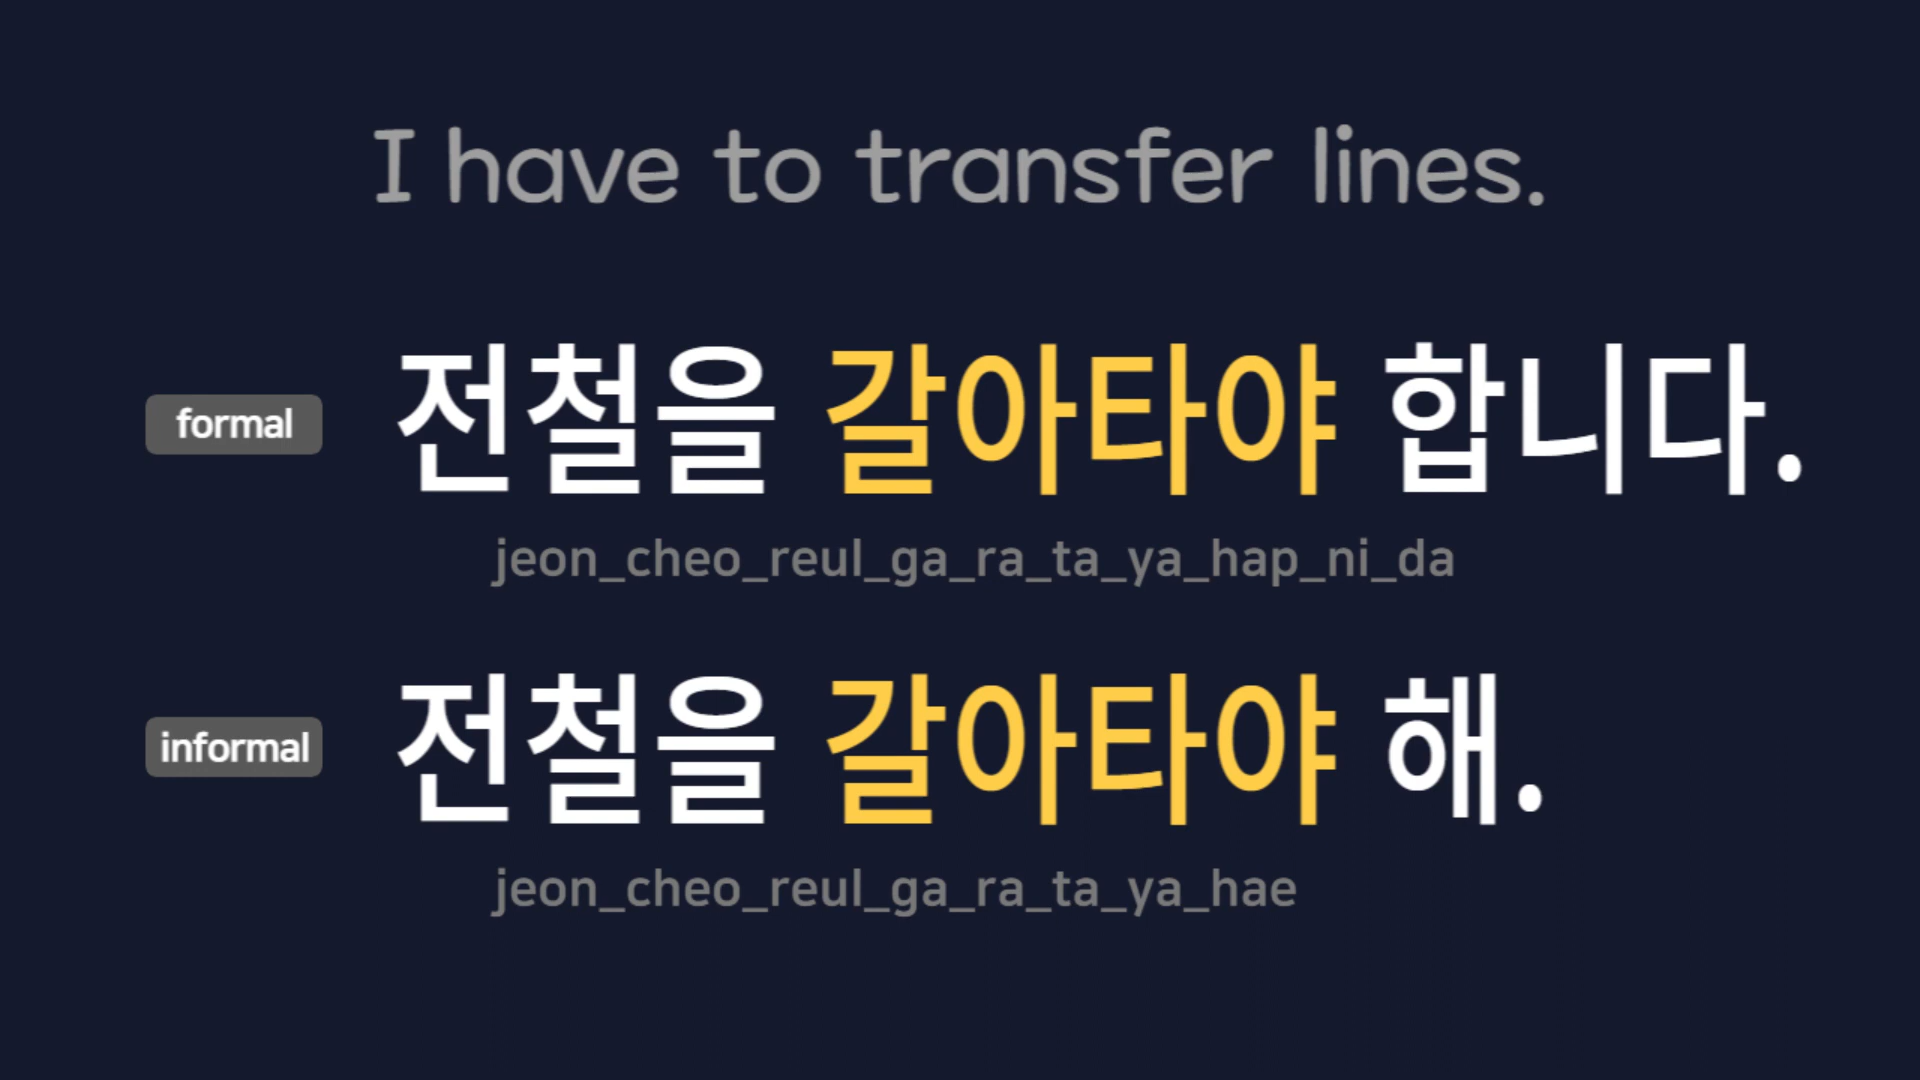 I have to transfer lines.
formal
전철을 갈아타야 합니다.
jeon_cheo_reul_ga_ra_ta_ya_hap_ni_da
informal
전철을 갈아타야 해.
jeon_cheo_reul_ga_ra_ta_ya_hae